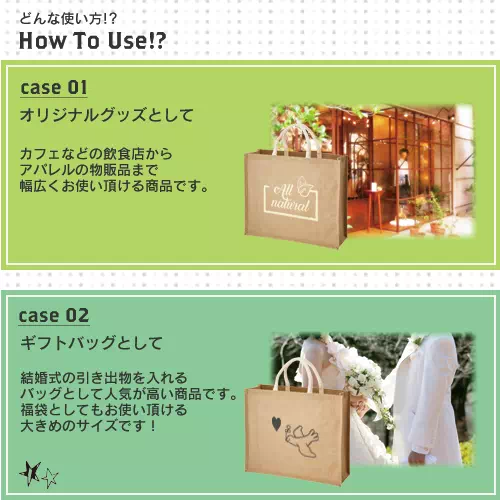 どんな使い方!?
How To Use!?
case 01
オリジナルグッズとして
カフェなどの飲食店から
アパレルの物販品まで
幅広くお使い頂ける商品です。
All
natural
case 02
ギフトバッグとして
結婚式の引き出物を入れる
バッグとして人気が高い商品です。
福袋としてもお使い頂ける
大きめのサイズです!